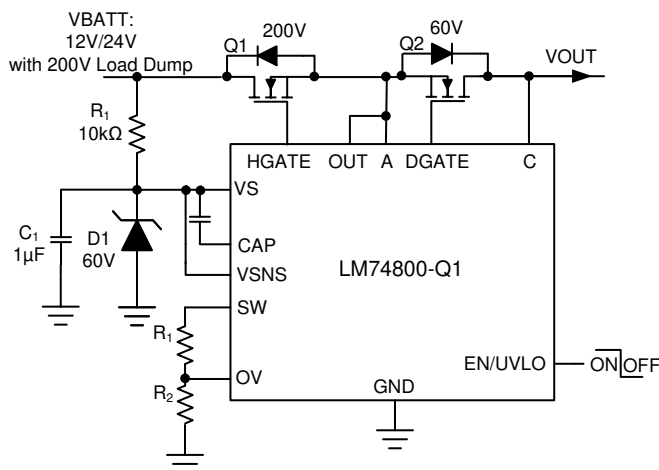 VBATT:
12V/24V
with 200V Load Dump
Q1
200V
Q2
60V
VOUT
R1
10kΩ
HGATE
OUT
A
DGATE
C
VS
C1
1µF
D1
60V
CAP
VSNS
LM74800-Q1
SW
R1
EN/UVLO
ON
OFF
OV
GND
R2